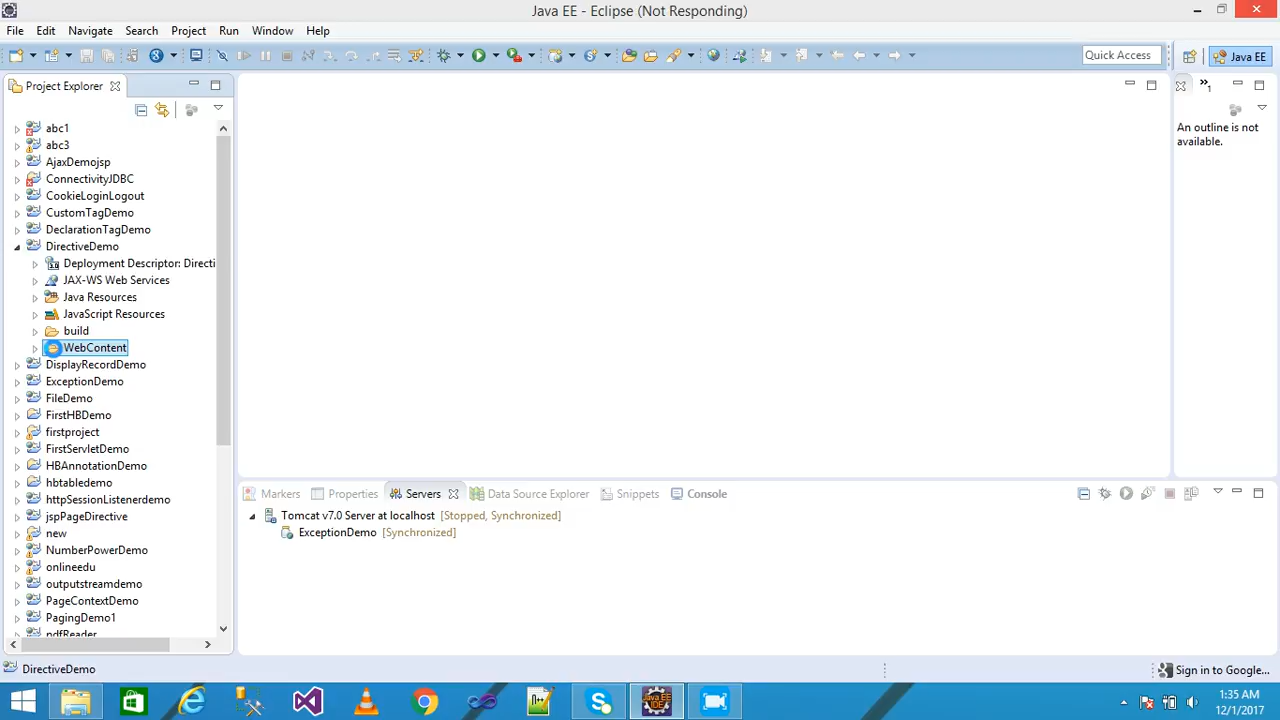 Java EE - Eclipse (Not Responding)
File Edit Navigate Search Project Run Window Help
Quick Access
Java EE
Project Explorer
abc1
abc3
AjaxDemojsp
ConnectivityJDBC
CookieLoginLogout
CustomTagDemo
DeclarationTagDemo
DirectiveDemo
Deployment Descriptor: Directi
JAX-WS Web Services
Java Resources
JavaScript Resources
build
WebContent
DisplayRecordDemo
ExceptionDemo
FileDemo
FirstHBDemo
firstproject
FirstServletDemo
HBAnnotationDemo
hbtabledemo
httpSessionListenerdemo
jspPageDirective
new
NumberPowerDemo
onlineedu
outputstreamdemo
PageContextDemo
PagingDemo1
pdfReader
An outline is not
available.
Markers Properties Servers Data Source Explorer Snippets Console
Tomcat v7.0 Server at localhost [Stopped, Synchronized]
ExceptionDemo [Synchronized]
DirectiveDemo
Sign in to Google...
1:35 AM
12/1/2017